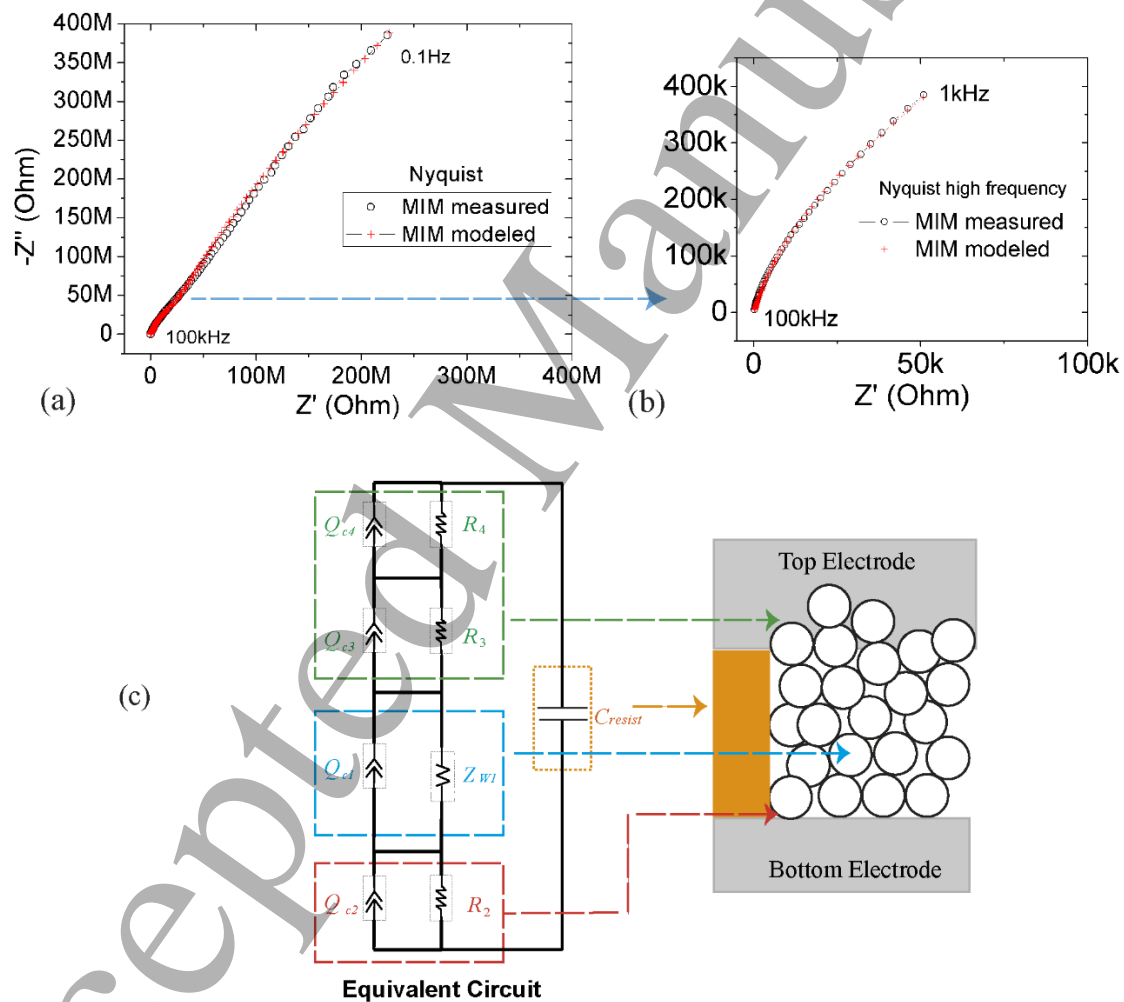 400M
350M
300M
250M
200M
150M
100M
50M
0
-Z'' (Ohm)
0.1Hz
Nyquist
MIM measured
MIM modeled
100kHz
0
100M
200M
300M
400M
(a)
Z' (Ohm)
400k
300k
200k
100k
0
1kHz
Nyquist high frequency
MIM measured
MIM modeled
100kHz
0
50k
100k
(b)
Z' (Ohm)
Accepted Manu
Qc4
R4
Qc3
R3
(c)
Cresist
Qc1
ZW1
Qc2
R2
Top Electrode
Bottom Electrode
Equivalent Circuit